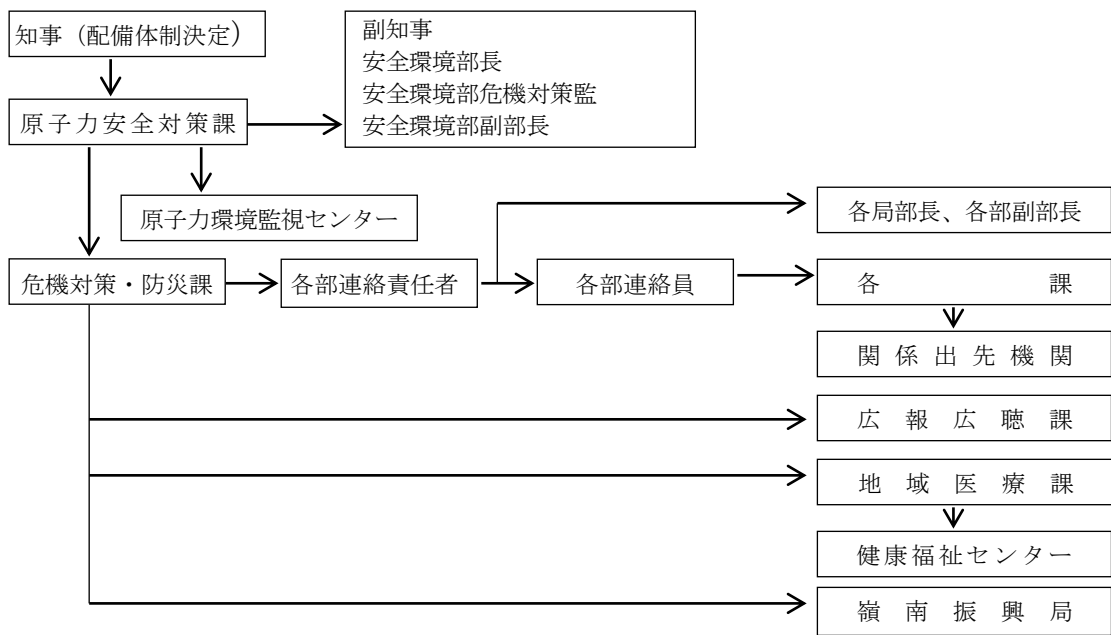 知事（配備体制決定）
副知事
安全環境部長
安全環境部危機対策監
安全環境部副部長
原子力安全対策課
原子力環境監視センター
各局部長、各部副部長
危機対策・防災課
各部連絡責任者
各部連絡員
各課
関係出先機関
広報広聴課
地域医療課
健康福祉センター
嶺南振興局